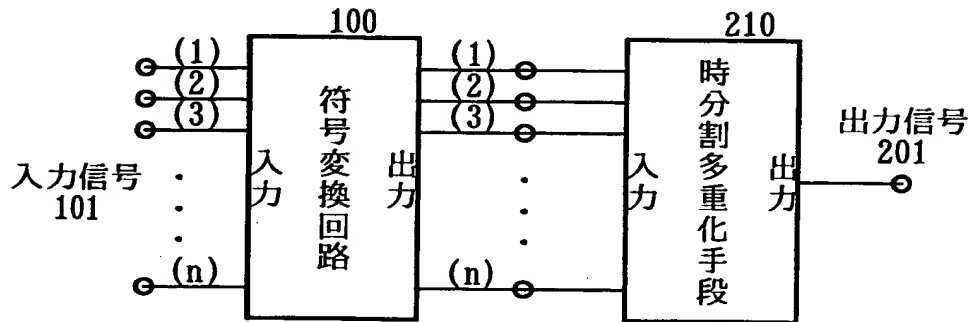 100
210
(1)
(2)
(3)
(n)
(1)
(2)
(3)
(n)
入力信号
101
入力
符号変換回路
出力
入力
時分割多重化手段
出力
出力信号
201